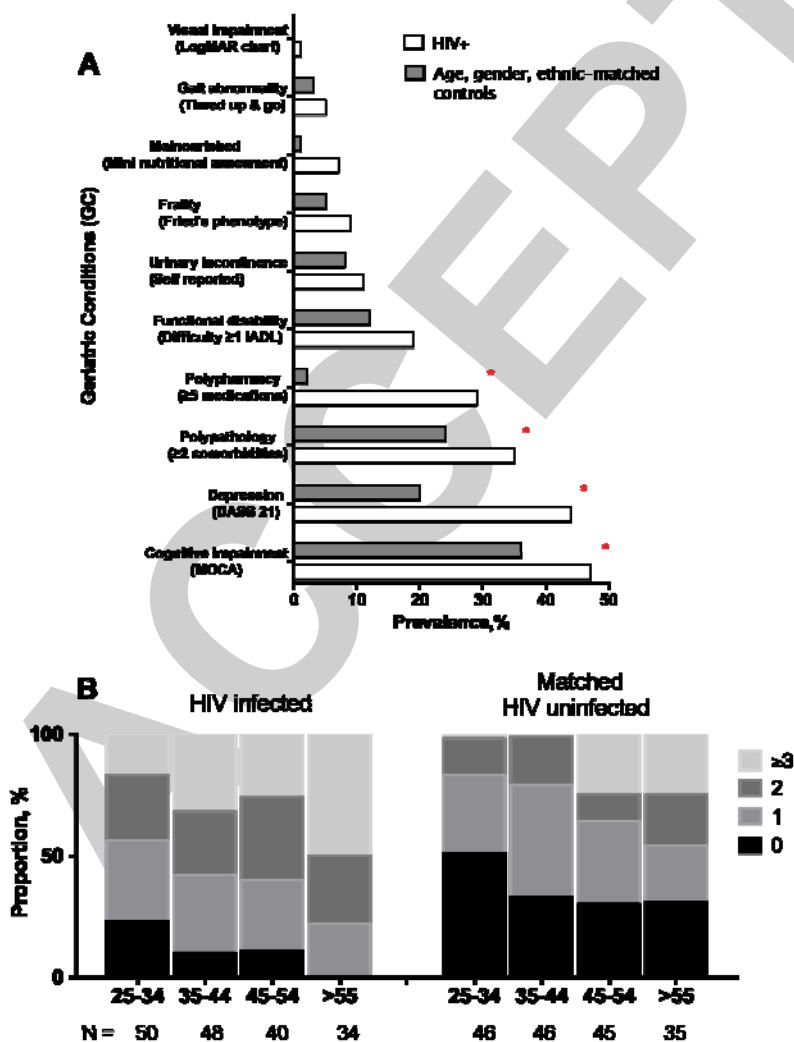 A
HIV+
Age, gender, ethnic-matched
controls
Geriatric Conditions (GC)
Visual impairment
(LogMAR chart)
Gait abnormality
(Timed up & go)
Malnourished
(Mini nutritional assessment)
Frailty
(Fried's phenotype)
Urinary incontinence
(Self reported)
Functional disability
(Difficulty ≥1 IADL)
Polypharmacy
(≥5 medications)
Polypathology
(≥2 comorbidities)
Depression
(DASS 21)
Cognitive impairment
(MOCA)
*
*
*
*
0 10 20 30 40 50
Prevalence,%
B
HIV infected
Matched
HIV uninfected
Proportion, %
100
50
0
≥3
2
1
0
25-34 35-44 45-54 >55 25-34 35-44 45-54 >55
N = 50 48 40 34 46 46 45 35